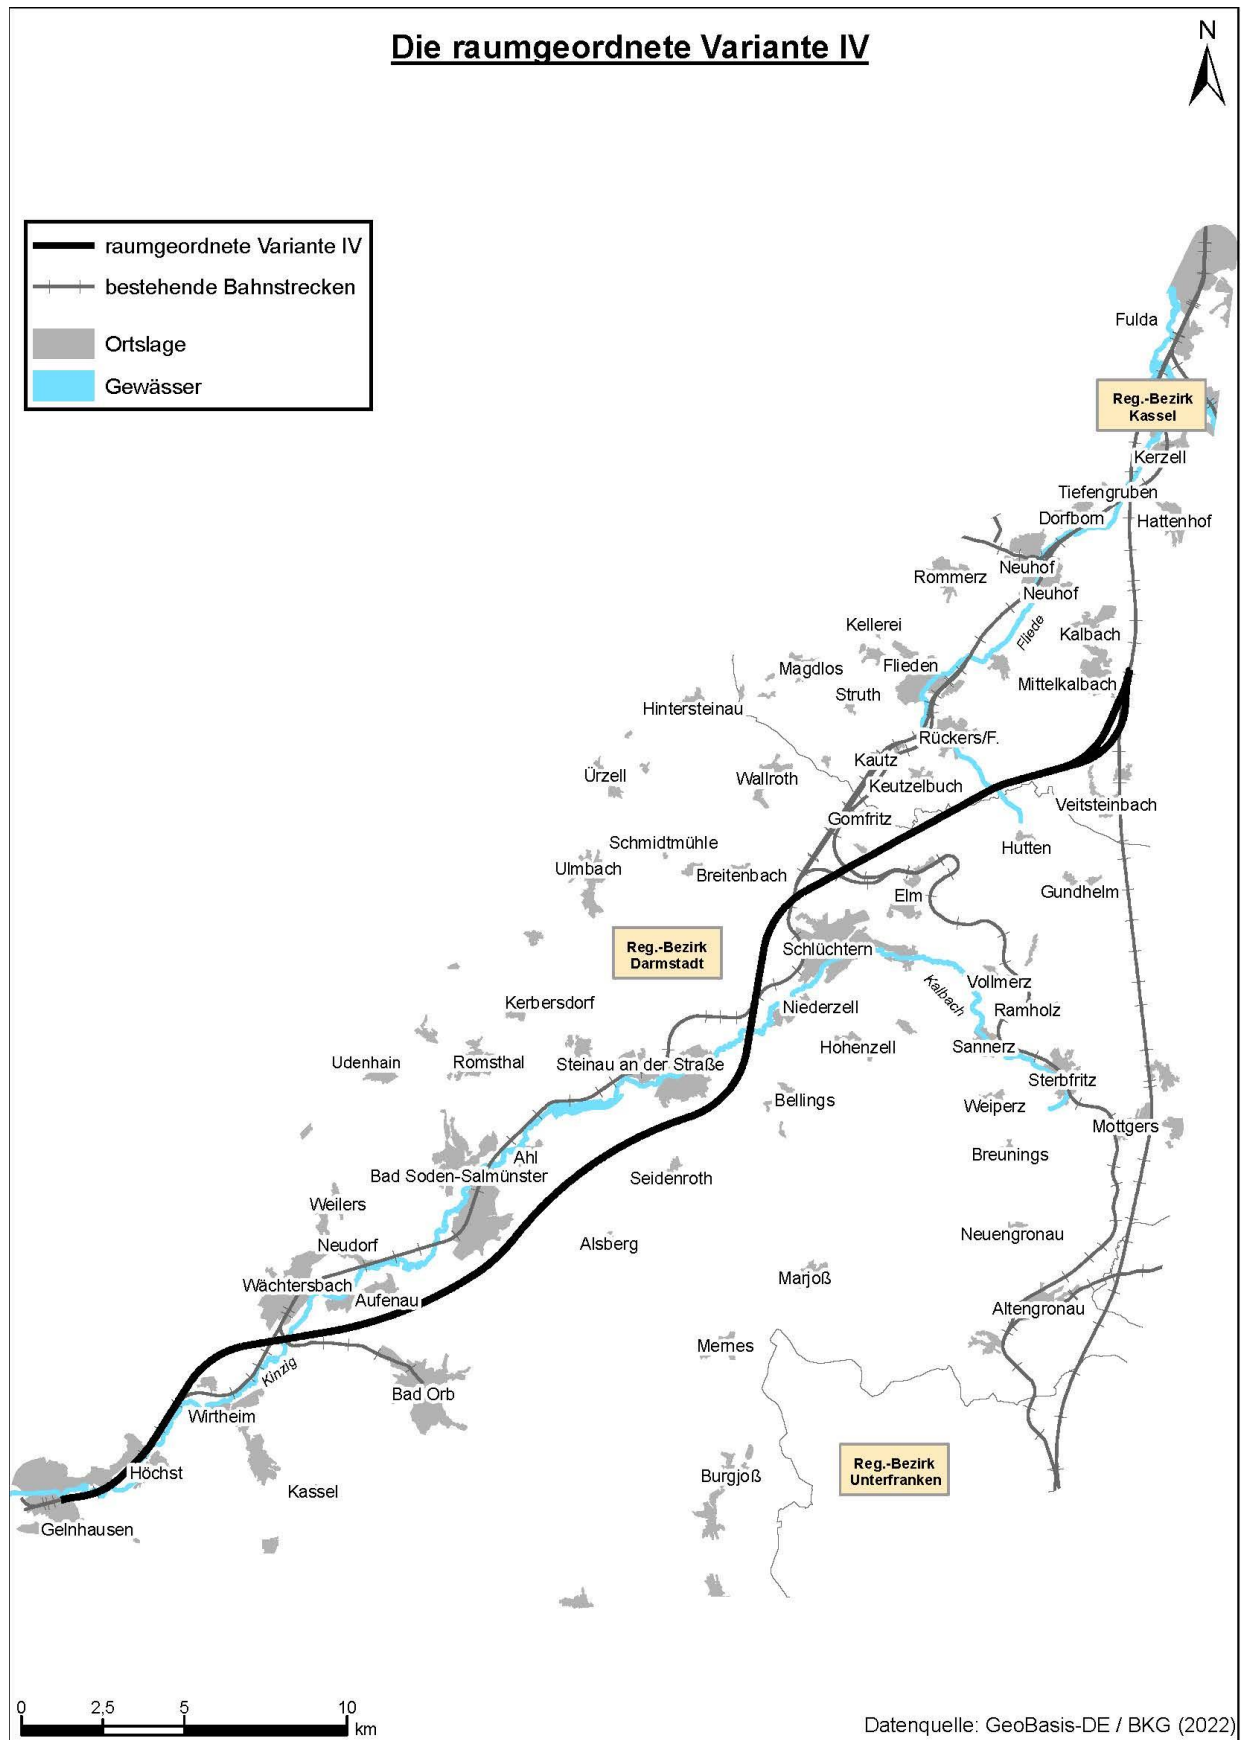 Die raumgeordnete Variante IV
N
raumgeordnete Variante IV
bestehende Bahnstrecken
Ortslage
Gewässer
Fulda
Reg.-Bezirk
Kassel
Kerzell
Tiefengruben
Dorfborn
Hattenhof
Neuhof
Rommerz
Neuhof
Kellerei
Fliede
Kalbach
Magdlos
Flieden
Mittelkalbach
Struth
Hintersteinau
Rückers/F.
Kautz
Ürzell
Wallroth
Keutzelbuch
Veitsteinbach
Gomfritz
Schmidtmühle
Hutten
Ulmbach
Breitenbach
Elm
Gundhelm
Reg.-Bezirk
Darmstadt
Schlüchtern
Vollmerz
Kalbach
Kerbersdorf
Niederzell
Ramholz
Udenhain
Romsthal
Steinau an der Straße
Hohenzell
Sannerz
Sterbfritz
Bellings
Weiperz
Mottgers
Ahl
Breunings
Bad Soden-Salmünster
Seidenroth
Weilers
Neudorf
Alsberg
Neuengronau
Wächtersbach
Marjoß
Aufenau
Altengronau
Mernes
Kinzig
Bad Orb
Wirtheim
Höchst
Burgjoß
Reg.-Bezirk
Unterfranken
Kassel
Gelnhausen
0 2,5 5 10
km
Datenquelle: GeoBasis-DE / BKG (2022)